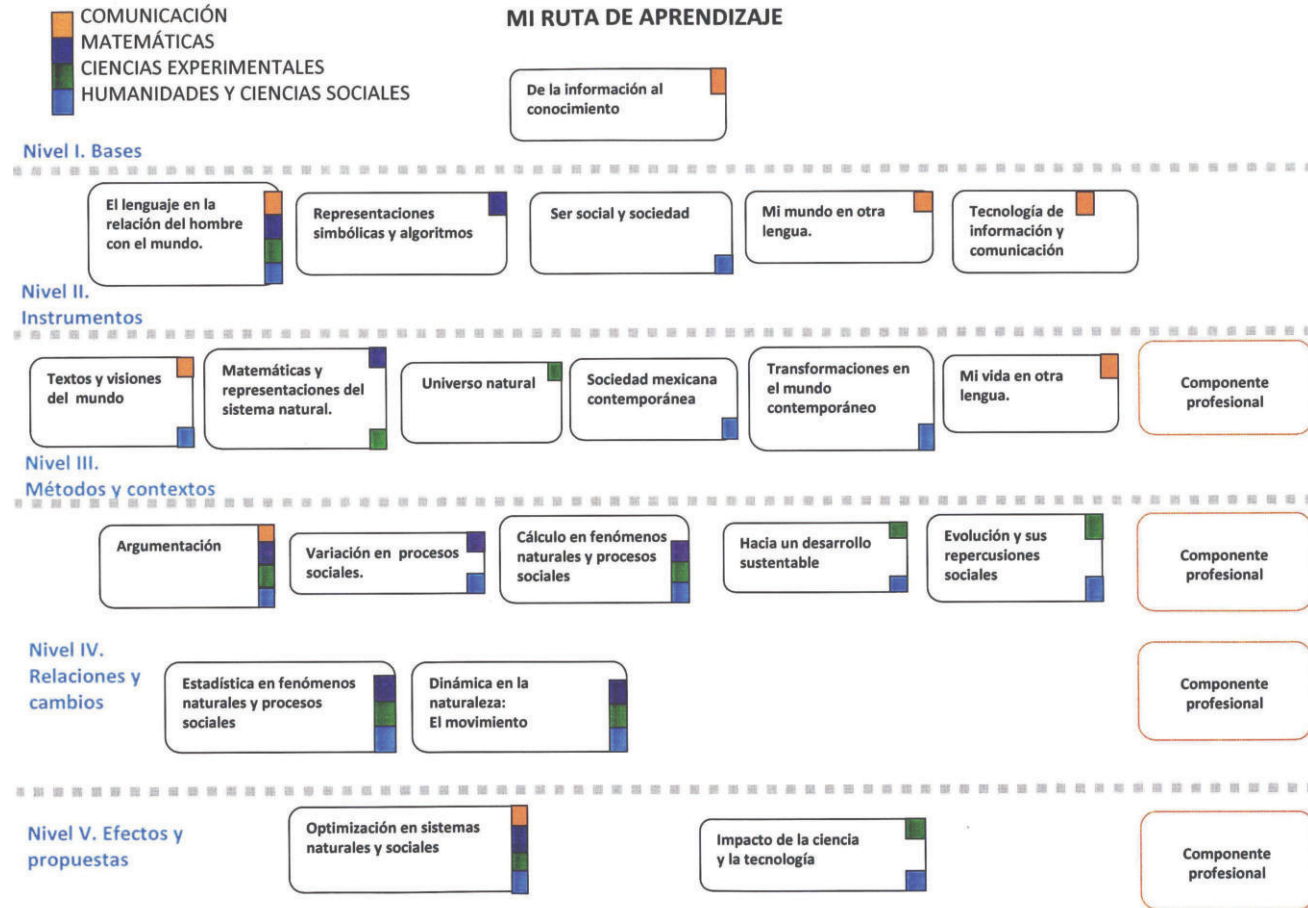 COMUNICACIÓN
MATEMÁTICAS
CIENCIAS EXPERIMENTALES
HUMANIDADES Y CIENCIAS SOCIALES
MI RUTA DE APRENDIZAJE
De la información al
conocimiento
Nivel I. Bases
El lenguaje en la
relación del hombre
con el mundo.
Representaciones
simbólicas y algoritmos
Ser social y sociedad
Mi mundo en otra
lengua.
Tecnología de
información y
comunicación
Nivel II.
Instrumentos
Textos y visiones
del mundo
Matemáticas y
representaciones del
sistema natural.
Universo natural
Sociedad mexicana
contemporánea
Transformaciones en
el mundo
contemporáneo
Mi vida en otra
lengua.
Componente
profesional
Nivel III.
Métodos y contextos
Argumentación
Variación en procesos
sociales.
Cálculo en fenómenos
naturales y procesos
sociales
Hacia un desarrollo
sustentable
Evolución y sus
repercusiones
sociales
Componente
profesional
Nivel IV.
Relaciones y
cambios
Estadística en fenómenos
naturales y procesos
sociales
Dinámica en la
naturaleza:
El movimiento
Componente
profesional
Nivel V. Efectos y
propuestas
Optimización en sistemas
naturales y sociales
Impacto de la ciencia
y la tecnología
Componente
profesional